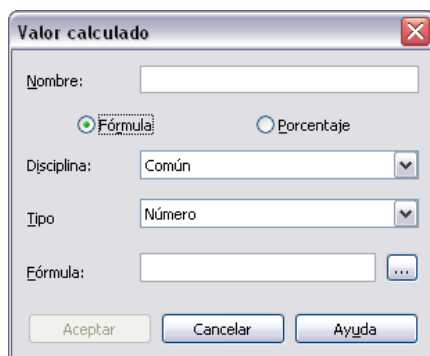 Valor calculado
Nombre:
Fórmula Porcentaje
Disciplina: Común
Tipo Número
Fórmula: ...
Aceptar Cancelar Ayuda